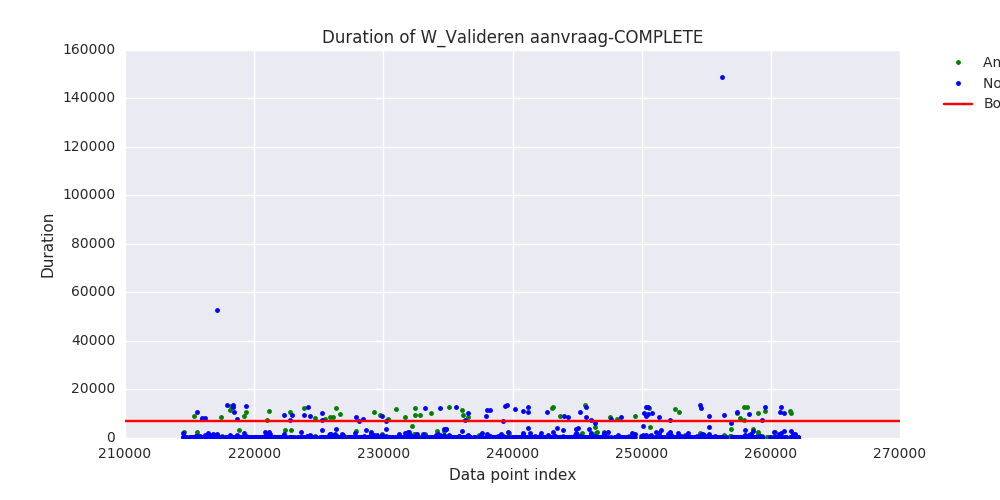 Duration of W_Valideren aanvraag-COMPLETE
160000
140000
120000
100000
80000
60000
40000
20000
0
Duration
210000 220000 230000 240000 250000 260000 270000
Data point index
An
No
Bo